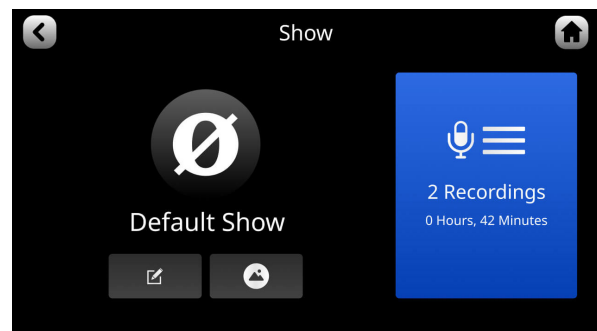 Show
Ø
Default Show
2 Recordings
0 Hours, 42 Minutes